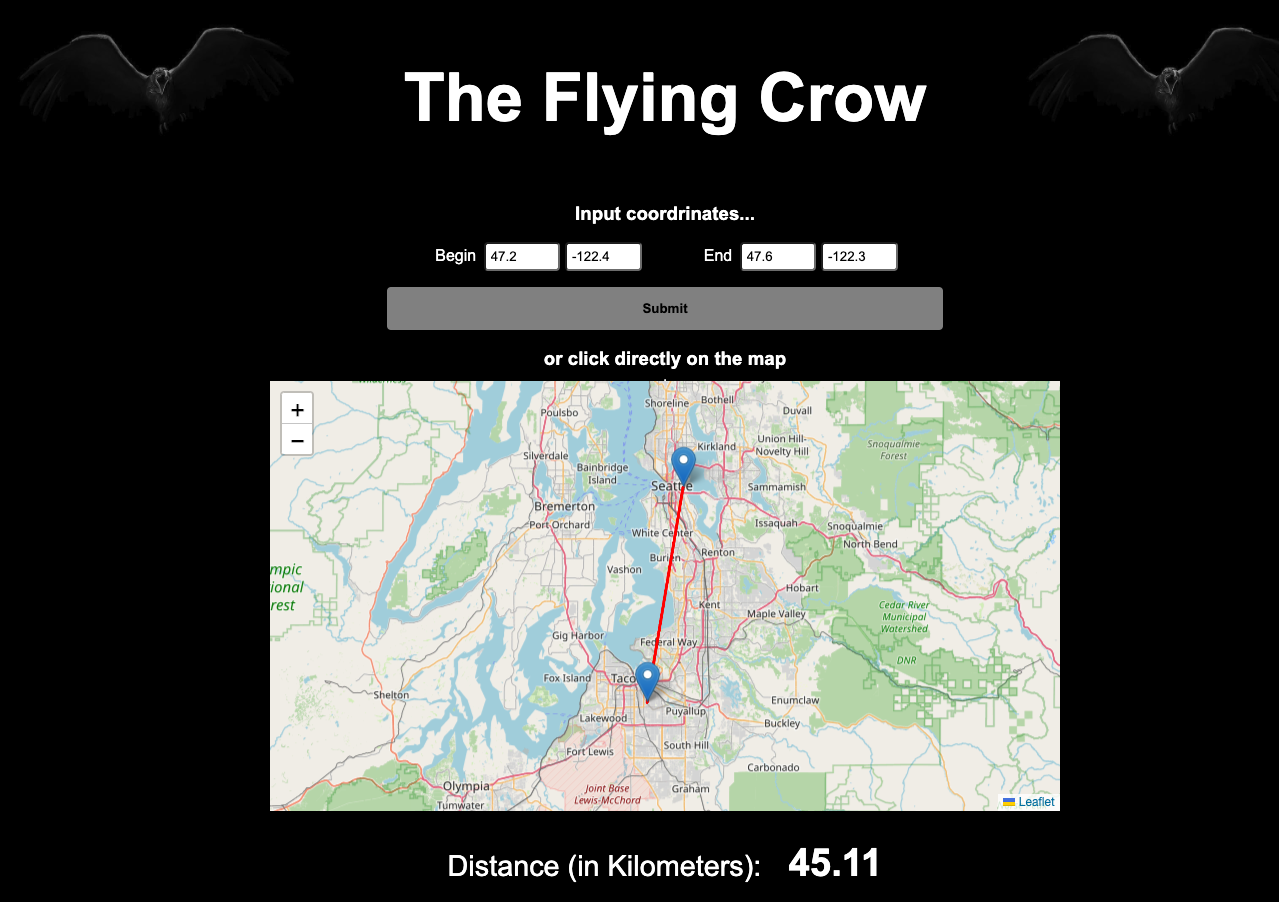 The Flying Crow
Input coordrinates...
Begin 47.2 -122.4 End 47.6 -122.3
Submit
or click directly on the map
+
−
Poulsbo
Shoreline
Bothell
Duvall
Silverdale
Bainbridge
Island
Kirkland
Union Hill-
Novelty Hill
Snoqualmie
Forest
Seattle
Sammamish
Bremerton
Port Orchard
White Center
Issaquah
Snoqualmie
North Bend
Burien
Renton
Vashon
mpic
ional
rest
Hobart
Kent
Maple Valley
Cedar River
Municipal
Watershed
Gig Harbor
Federal Way
DNR
Fox Island
Taco
Shelton
Puyallup
Enumclaw
Lakewood
Buckley
Fort Lewis
South Hill
Carbonado
Olympia
Joint Base
Lewis-McChord
Graham
Tumwater
Leaflet
Distance (in Kilometers): 45.11